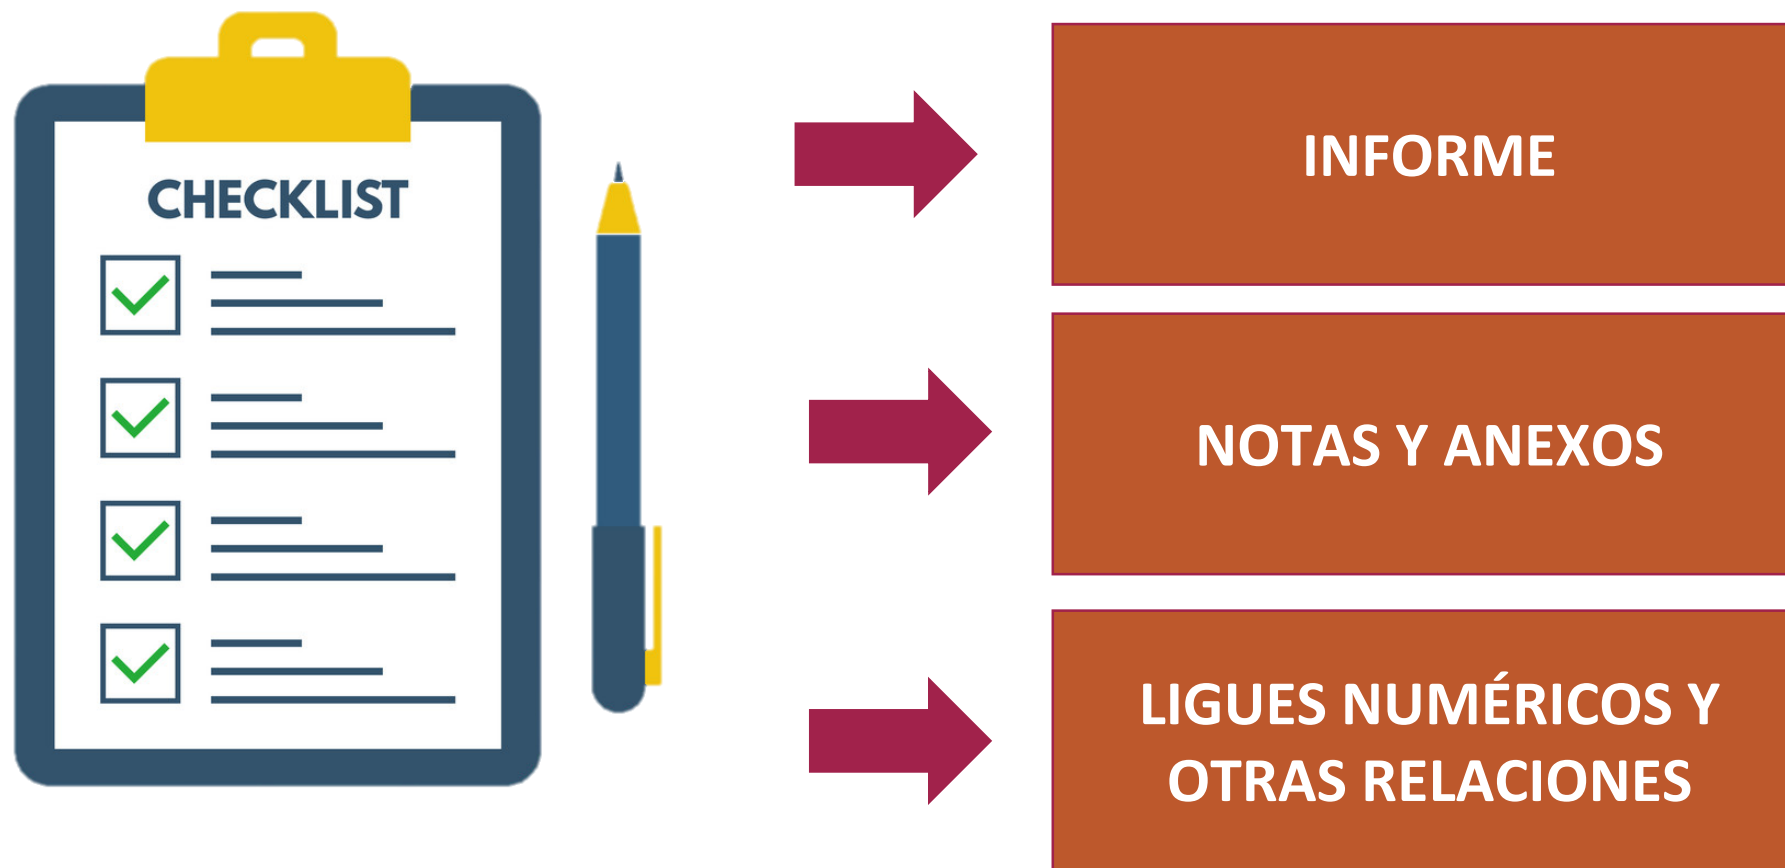 CHECKLIST
INFORME
NOTAS Y ANEXOS
LIGUES NUMÉRICOS Y
OTRAS RELACIONES